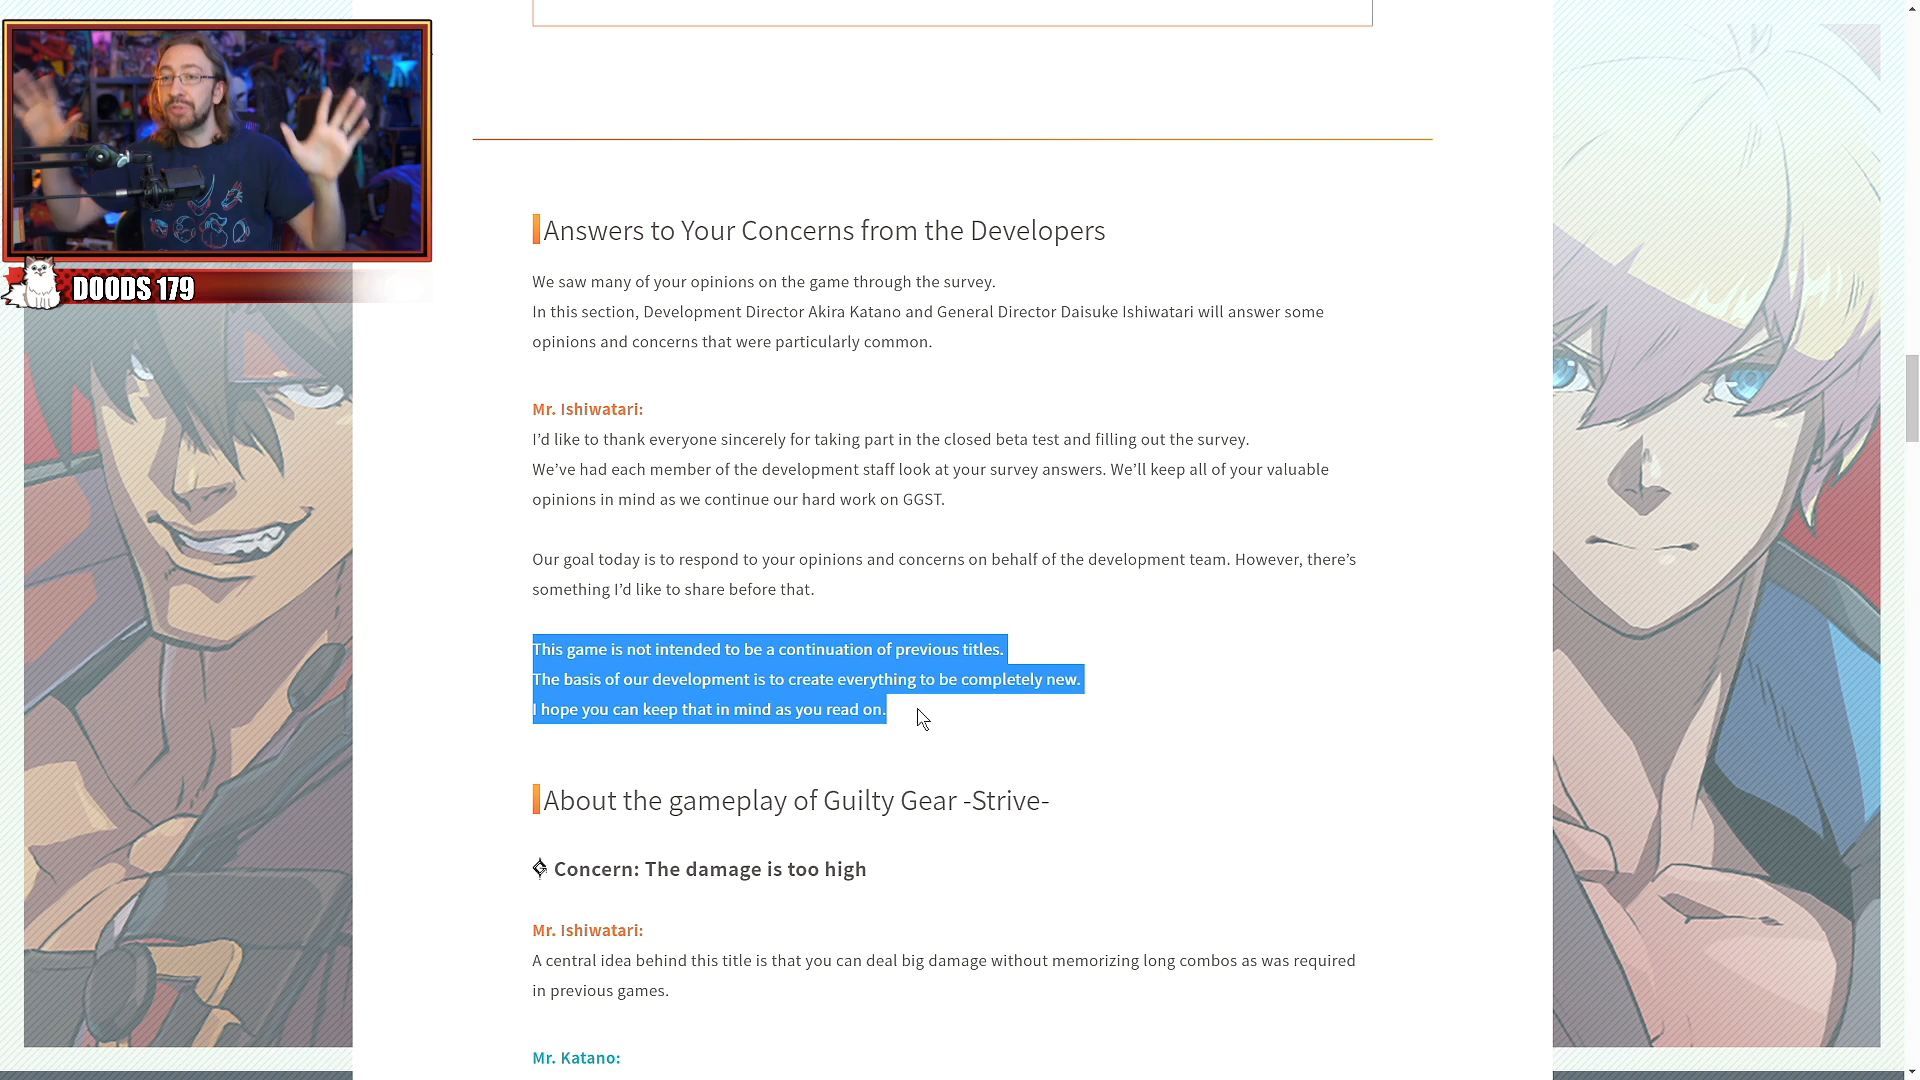 DOODS 179
Answers to Your Concerns from the Developers
We saw many of your opinions on the game through the survey.
In this section, Development Director Akira Katano and General Director Daisuke Ishiwatari will answer some
opinions and concerns that were particularly common.
Mr. Ishiwatari:
I’d like to thank everyone sincerely for taking part in the closed beta test and filling out the survey.
We’ve had each member of the development staff look at your survey answers. We’ll keep all of your valuable
opinions in mind as we continue our hard work on GGST.
Our goal today is to respond to your opinions and concerns on behalf of the development team. However, there’s
something I’d like to share before that.
This game is not intended to be a continuation of previous titles.
The basis of our development is to create everything to be completely new.
I hope you can keep that in mind as you read on.
About the gameplay of Guilty Gear -Strive-
Concern: The damage is too high
Mr. Ishiwatari:
A central idea behind this title is that you can deal big damage without memorizing long combos as was required
in previous games.
Mr. Katano: